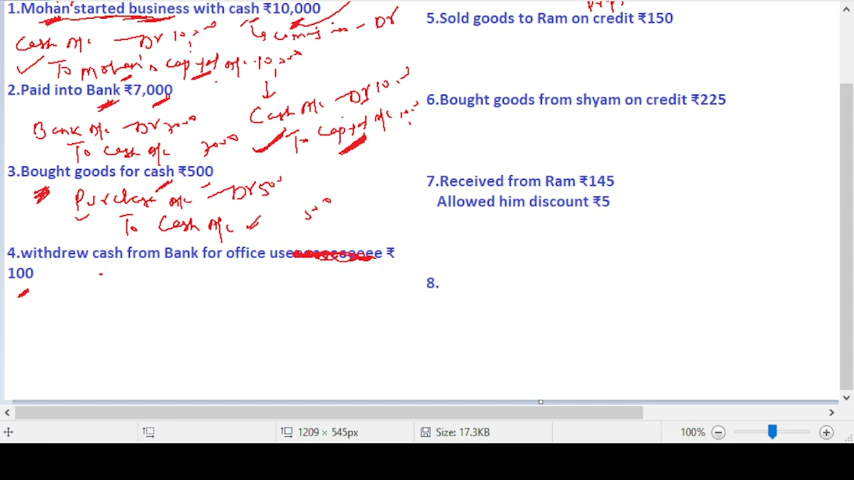 1.Mohan started business with cash ₹10,000
Cash A/c — Dr 10,000
To Mohan's capital A/c 10,000
2.Paid into Bank ₹7,000
Cash A/c — Dr
To capital A/c
Bank A/c — Dr 7000
To Cash A/c 7000
3.Bought goods for cash ₹500
Purchase A/c — Dr 500
To Cash A/c 500
4.withdrew cash from Bank for office use ₹
100
5.Sold goods to Ram on credit ₹150
6.Bought goods from shyam on credit ₹225
7.Received from Ram ₹145
Allowed him discount ₹5
8.
1209 × 545px
Size: 17.3KB
100%